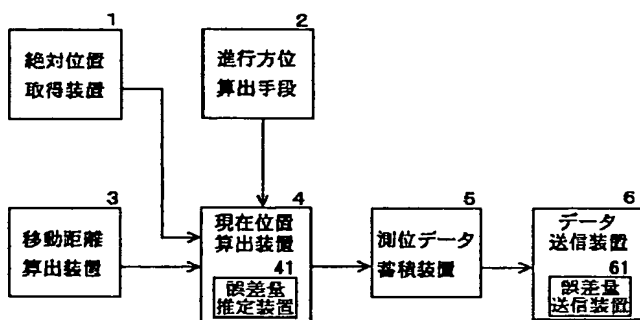 1
絶対位置
取得装置
2
進行方位
算出手段
3
移動距離
算出装置
4
現在位置
算出装置
41
誤差量
推定装置
5
測位データ
蓄積装置
6
データ
送信装置
61
誤差量
送信装置